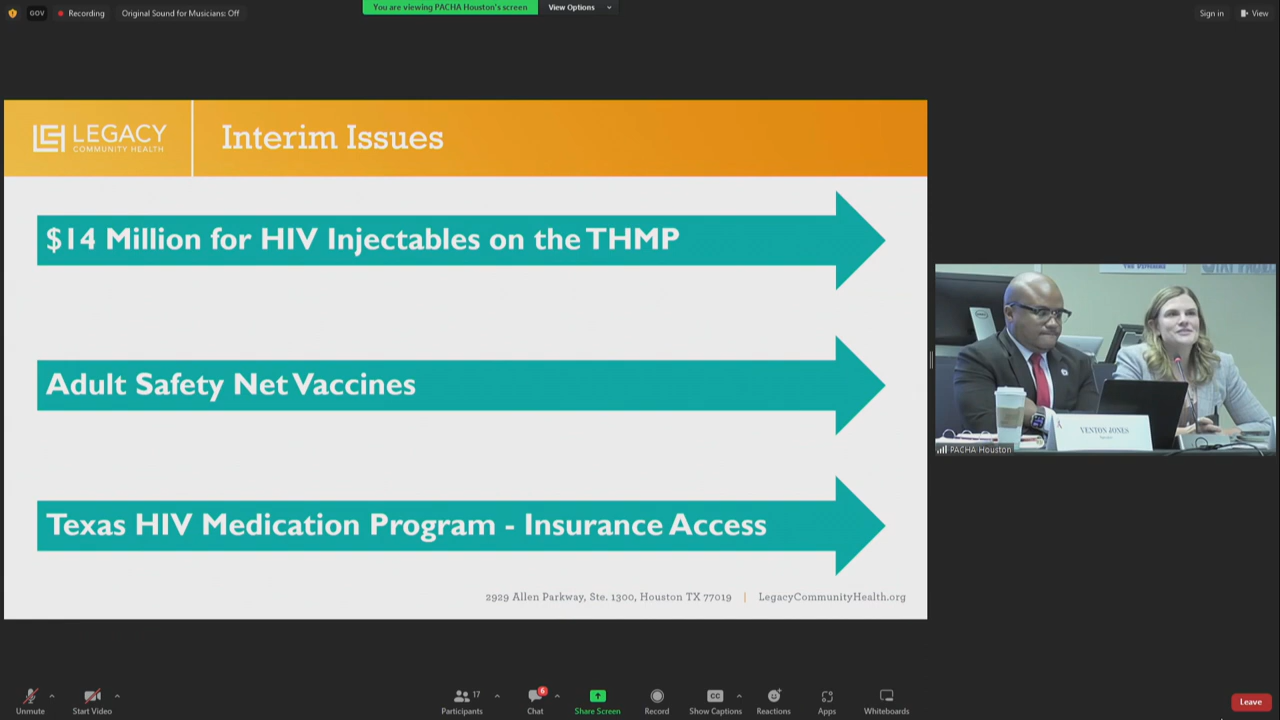 GOV
Recording
Original Sound for Musicians: Off
You are viewing PACHA Houston's screen
View Options
Sign in
View
LEGACY
COMMUNITY HEALTH
Interim Issues
$14 Million for HIV Injectables on the THMP
Adult Safety Net Vaccines
Texas HIV Medication Program - Insurance Access
2929 Allen Parkway, Ste. 1300, Houston TX 77019 | LegacyCommunityHealth.org
VENTON JONES
PACHA Houston
Unmute
Start Video
Participants
17
Chat
6
Share Screen
Record
CC
Show Captions
Reactions
Apps
Whiteboards
Leave